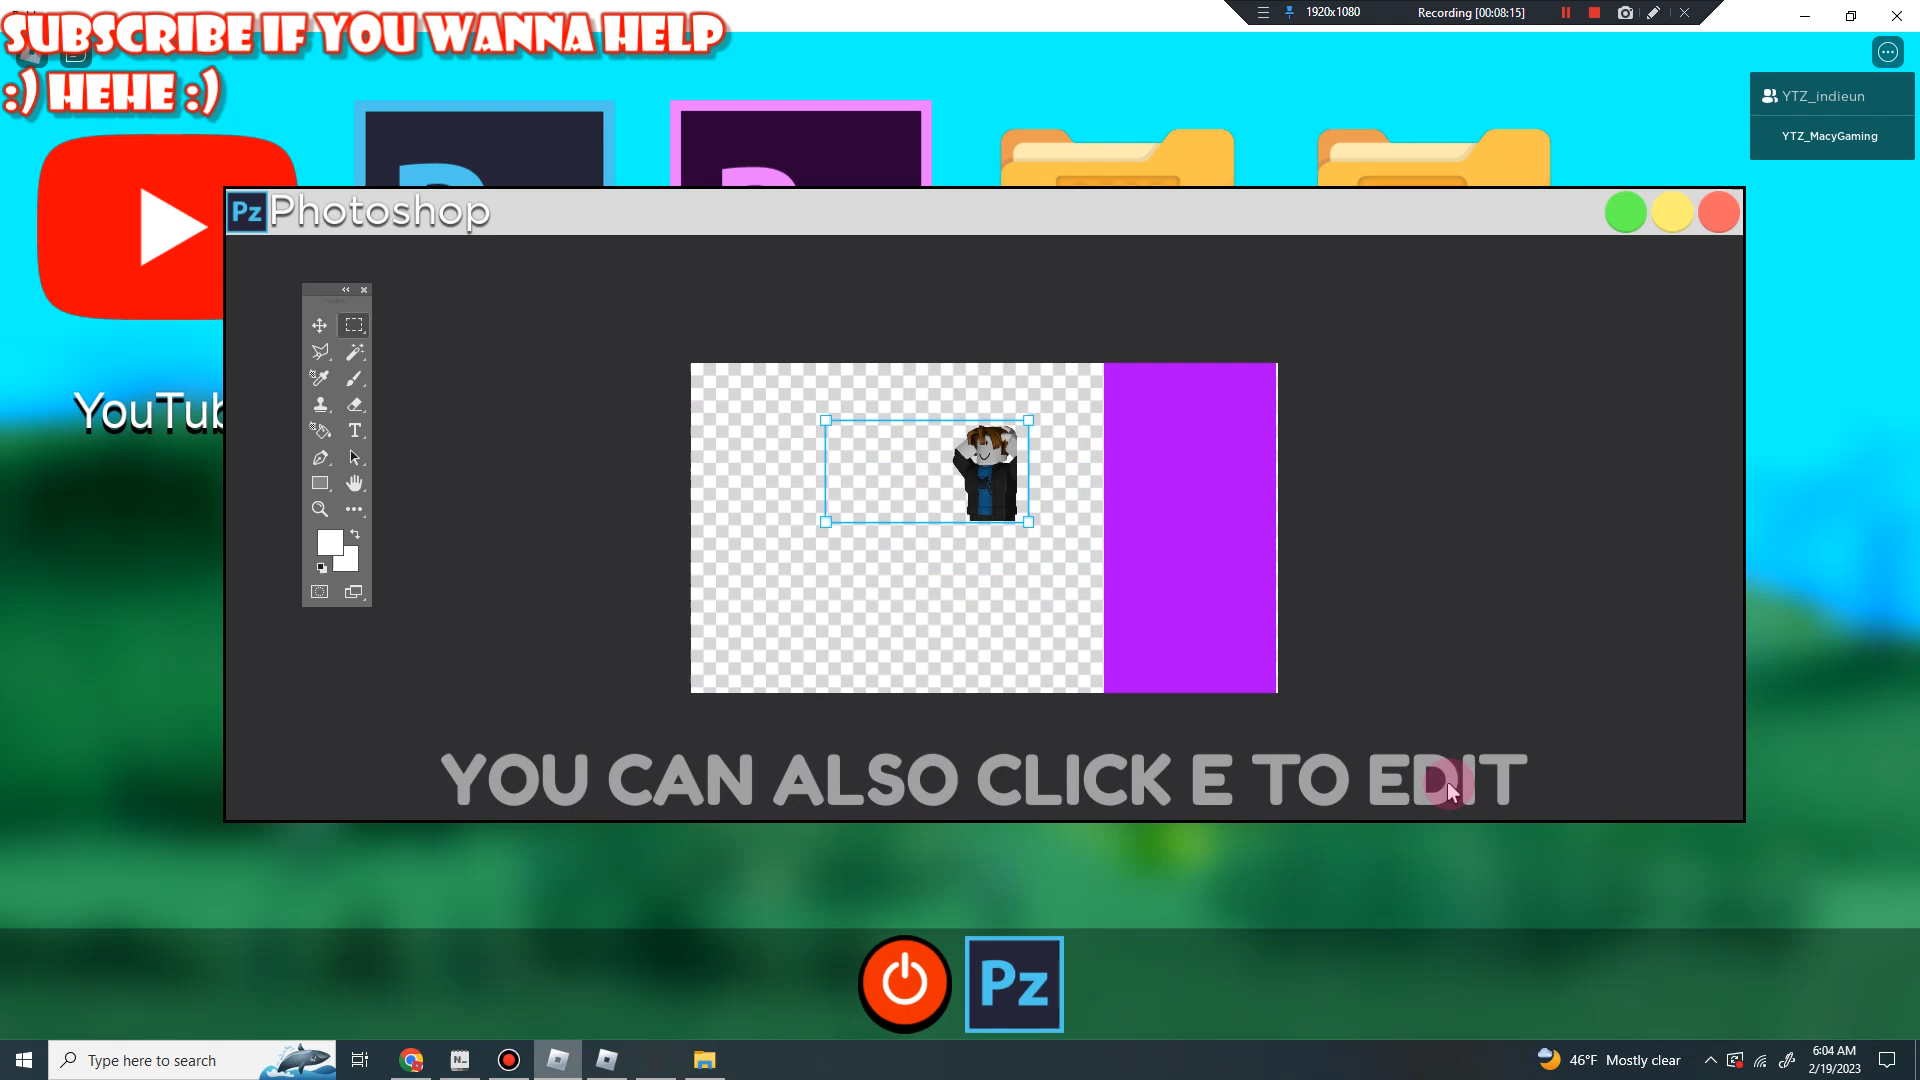 1920x1080
Recording [00:08:15]
SUBSCRIBE IF YOU WANNA HELP
:) HEHE :)
YTZ_indieun
YTZ_MacyGaming
Pz Photoshop
T
YouTub
YOU CAN ALSO CLICK E TO EDIT
Pz
Type here to search
N
46°F Mostly clear
6:04 AM
2/19/2023